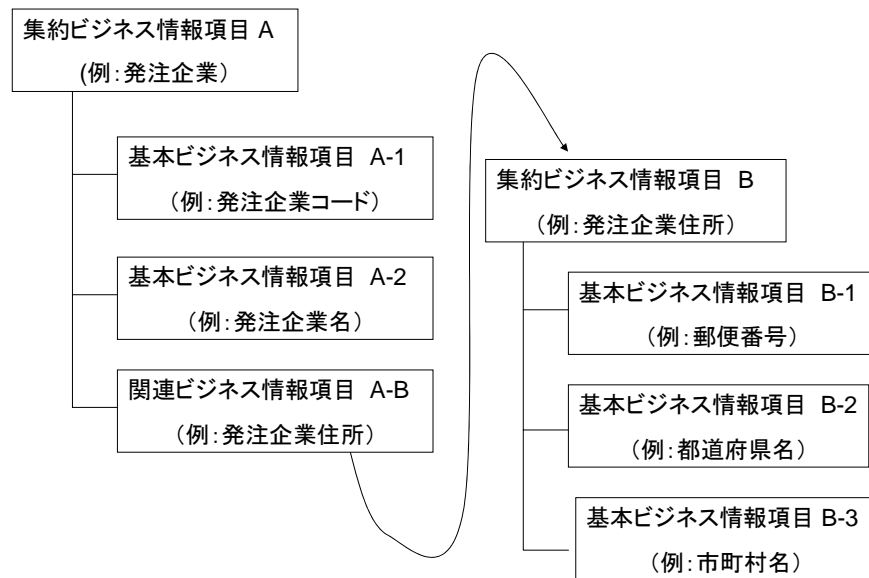 集約ビジネス情報項目 A
(例:発注企業)
基本ビジネス情報項目 A-1
(例:発注企業コード)
基本ビジネス情報項目 A-2
(例:発注企業名)
関連ビジネス情報項目 A-B
(例:発注企業住所)
集約ビジネス情報項目 B
(例:発注企業住所)
基本ビジネス情報項目 B-1
(例:郵便番号)
基本ビジネス情報項目 B-2
(例:都道府県名)
基本ビジネス情報項目 B-3
(例:市町村名)